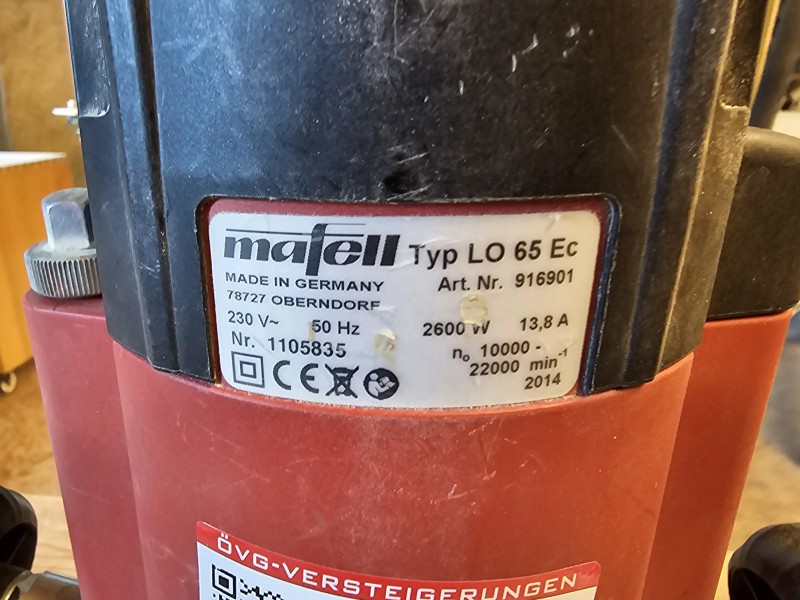 mafell Typ LO 65 Ec
MADE IN GERMANY Art. Nr. 916901
78727 OBERNDORF
230 V~ 50 Hz 2600 W 13,8 A
Nr. 1105835 n₀ 10000 -
22000 min⁻¹
CE 2014
ÖVG-VERSTEIGERUNGEN